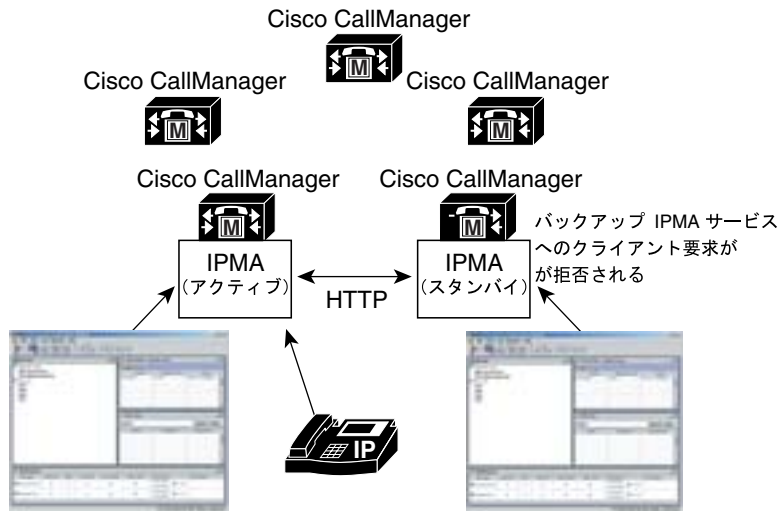 Cisco CallManager
M
Cisco CallManager
Cisco CallManager
M
M
Cisco CallManager
Cisco CallManager
M
M
バックアップ IPMA サービス
へのクライアント要求が
が拒否される
IPMA
(アクティブ)
HTTP
IPMA
(スタンバイ)
IP